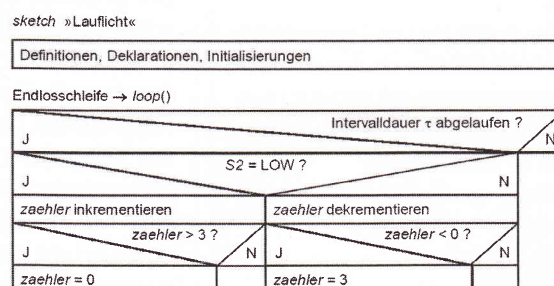 sketch »Lauflicht«
Definitionen, Deklarationen, Initialisierungen
Endlosschleife → loop()
Intervalldauer τ abgelaufen ?
J N
S2 = LOW ?
J N
zaehler inkrementieren zaehler dekrementieren
zaehler > 3 ? zaehler < 0 ?
J N J N
zaehler = 0 zaehler = 3